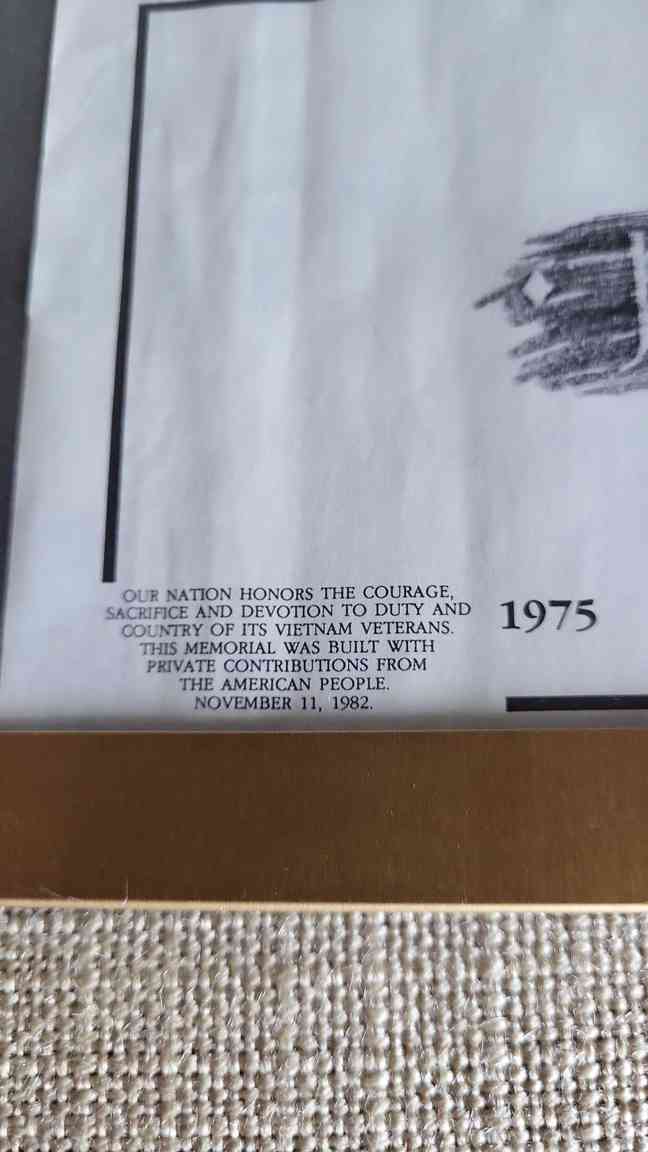 OUR NATION HONORS THE COURAGE,
SACRIFICE AND DEVOTION TO DUTY AND
COUNTRY OF ITS VIETNAM VETERANS.
THIS MEMORIAL WAS BUILT WITH
PRIVATE CONTRIBUTIONS FROM
THE AMERICAN PEOPLE.
NOVEMBER 11, 1982.
1975